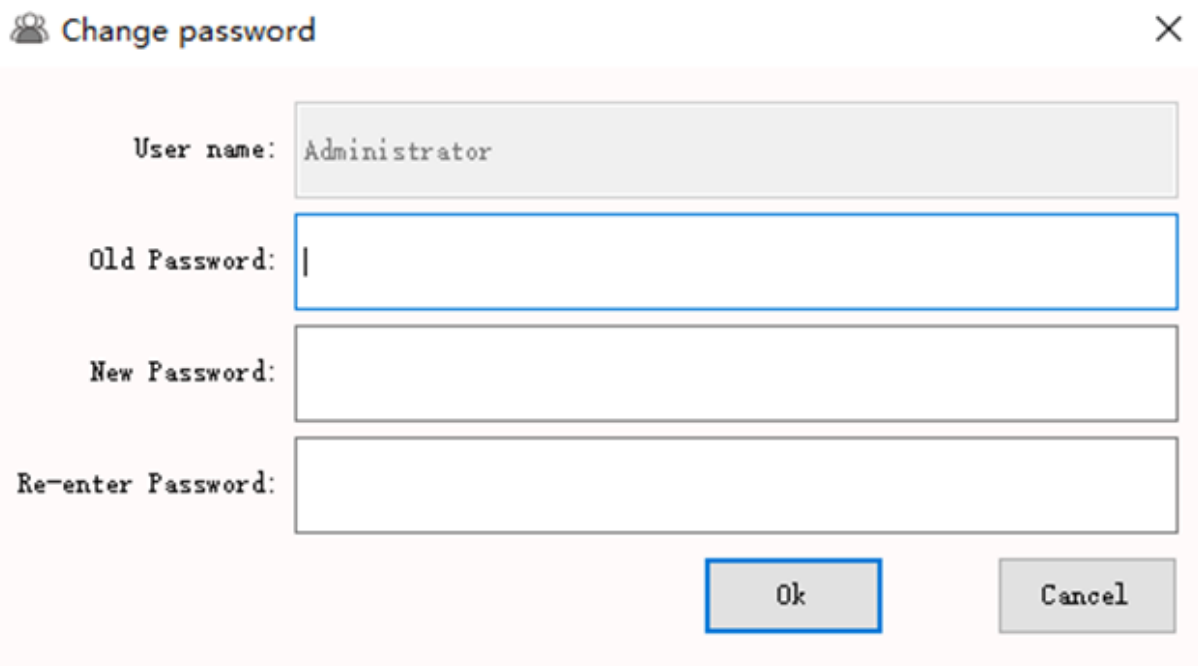 Change password
User name: Administrator
Old Password:
New Password:
Re-enter Password:
Ok Cancel